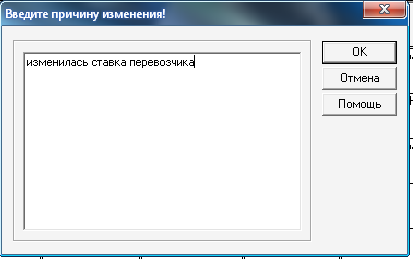 Введите причину изменения!
изменилась ставка перевозчика
OK
Отмена
Помощь